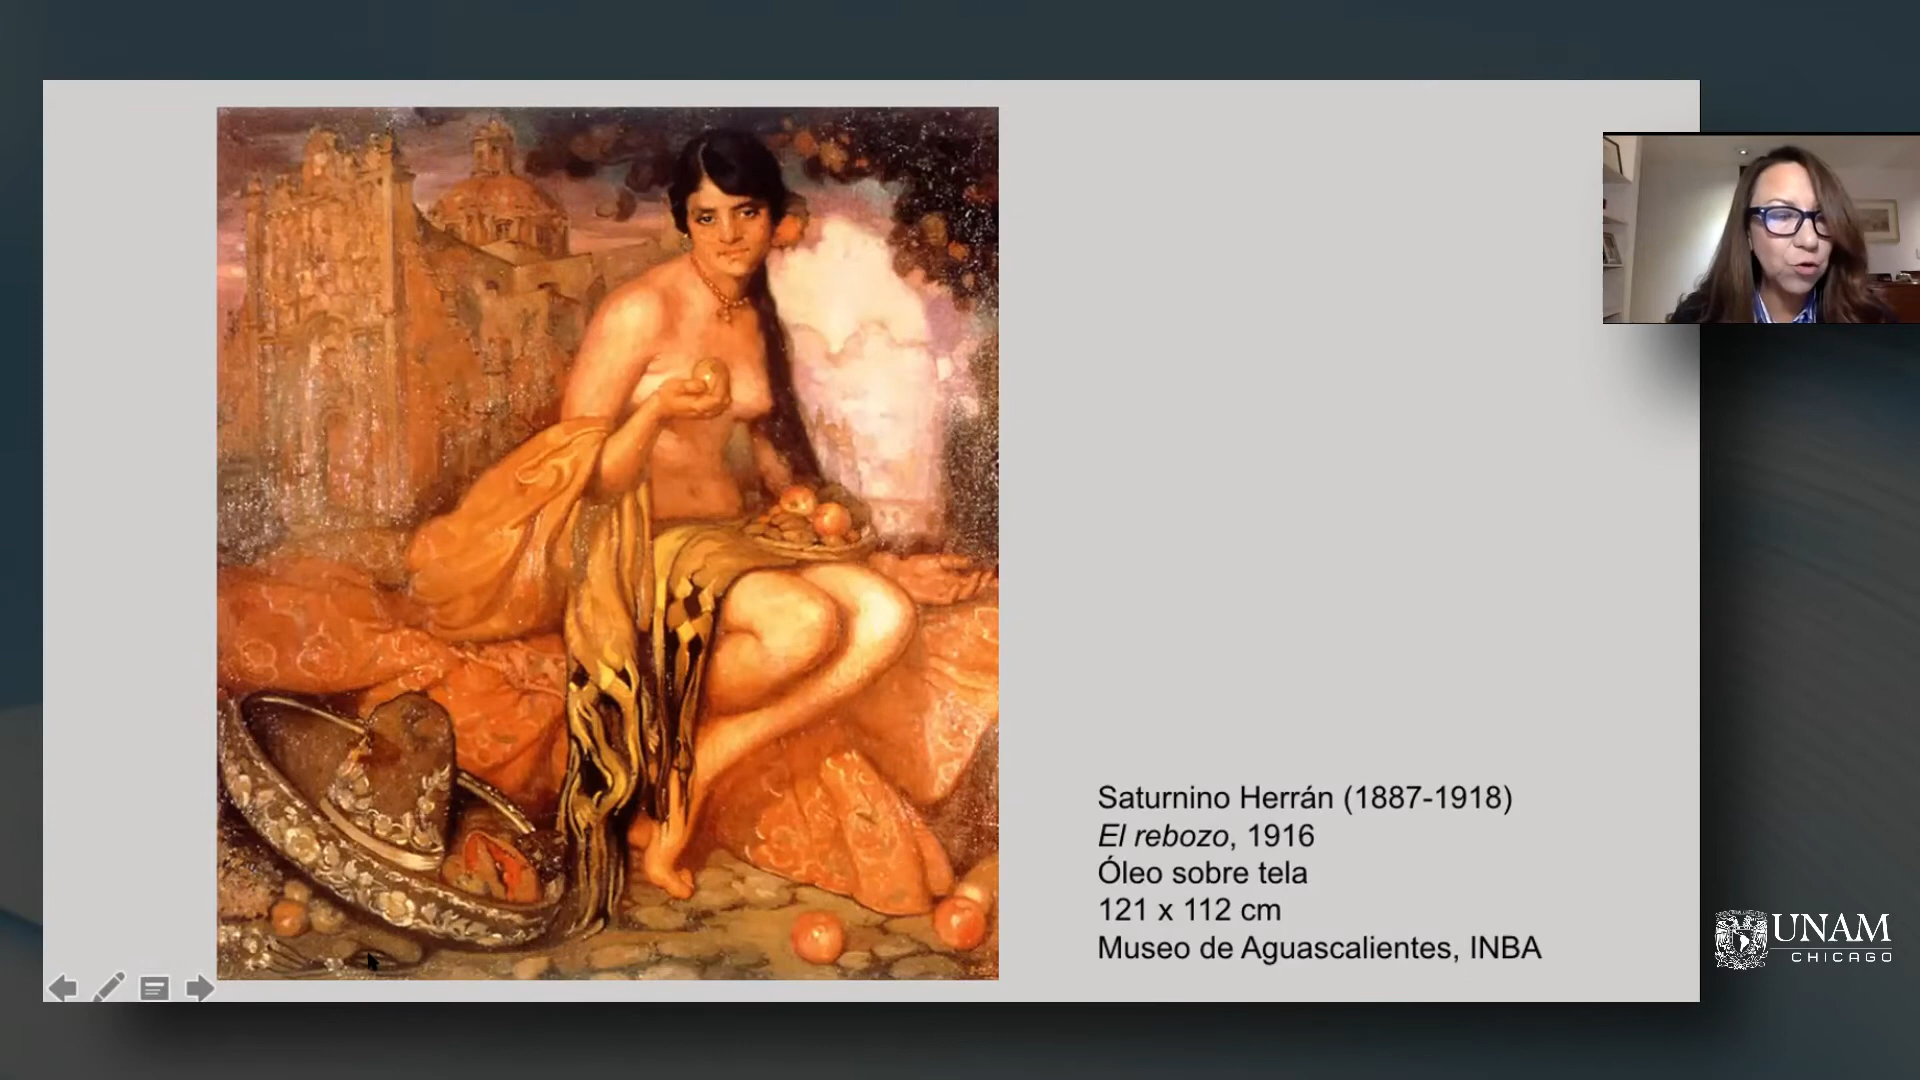 Saturnino Herrán (1887-1918)
El rebozo, 1916
Óleo sobre tela
121 x 112 cm
Museo de Aguascalientes, INBA
UNAM
CHICAGO